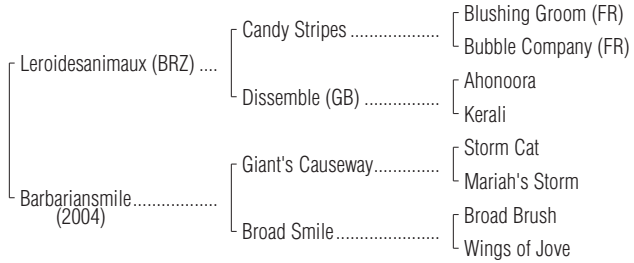 Blushing Groom (FR)
Candy Stripes ...................
Bubble Company (FR)
Leroidesanimaux (BRZ) ....
Ahonoora
Dissemble (GB) ................
Kerali
Storm Cat
Giant's Causeway..............
Mariah's Storm
Barbariansmile..................
(2004)
Broad Brush
Broad Smile......................
Wings of Jove